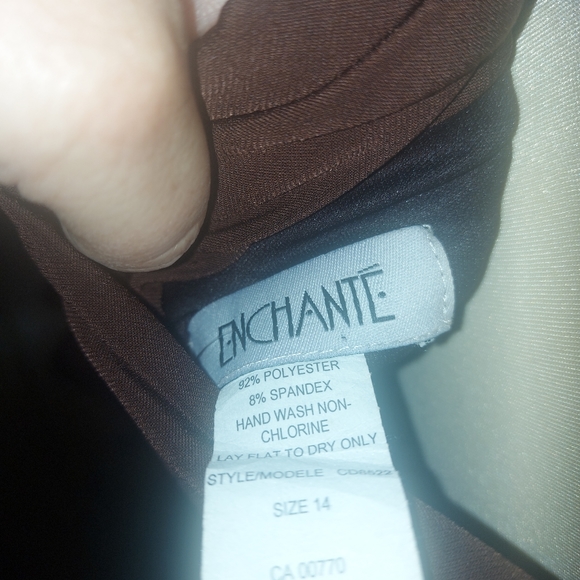 ENCHANTÉ
92% POLYESTER
8% SPANDEX
HAND WASH NON-
CHLORINE
LAY FLAT TO DRY ONLY
STYLE/MODELE
SIZE 14
CA 00770